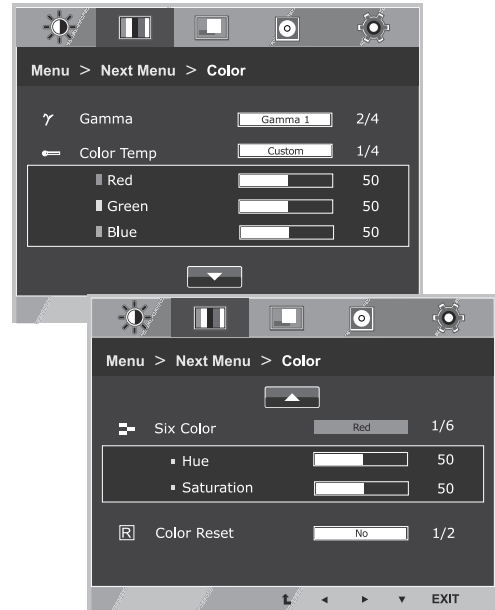 Menu > Next Menu > Color
γ Gamma Gamma 1 2/4
Color Temp Custom 1/4
Red 50
Green 50
Blue 50
Menu > Next Menu > Color
Six Color Red 1/6
Hue 50
Saturation 50
R Color Reset No 1/2
EXIT